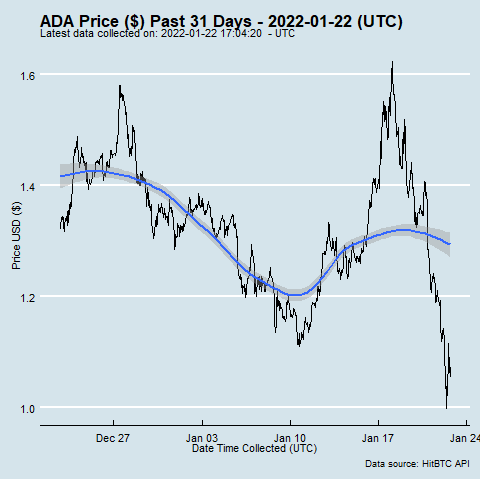 ADA Price ($) Past 31 Days - 2022-01-22 (UTC)
Latest data collected on: 2022-01-22 17:04:20 - UTC
1.6
1.4
1.2
1.0
Price USD ($)
Dec 27
Jan 03
Jan 10
Jan 17
Jan 24
Date Time Collected (UTC)
Data source: HitBTC API